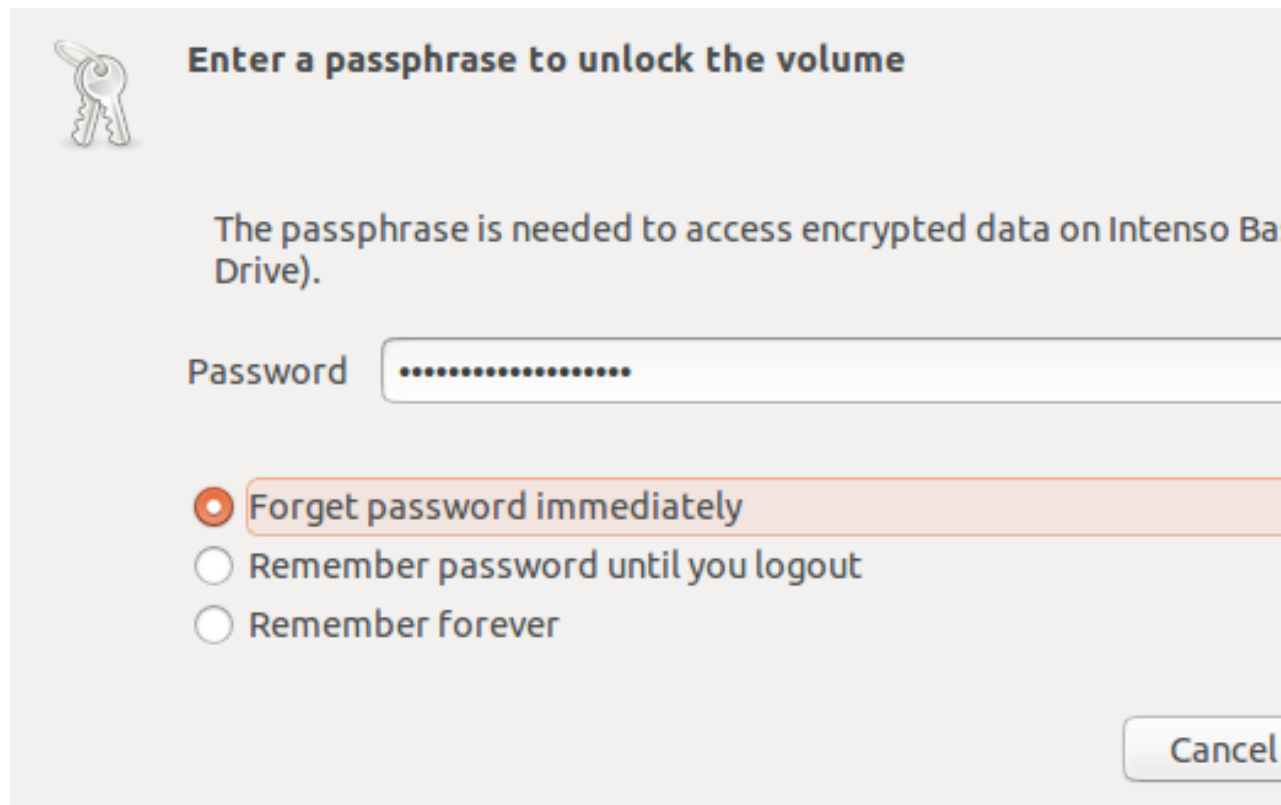 Enter a passphrase to unlock the volume
The passphrase is needed to access encrypted data on Intenso
Drive).
Password
Forget password immediately
Remember password until you logout
Remember forever
Cancel